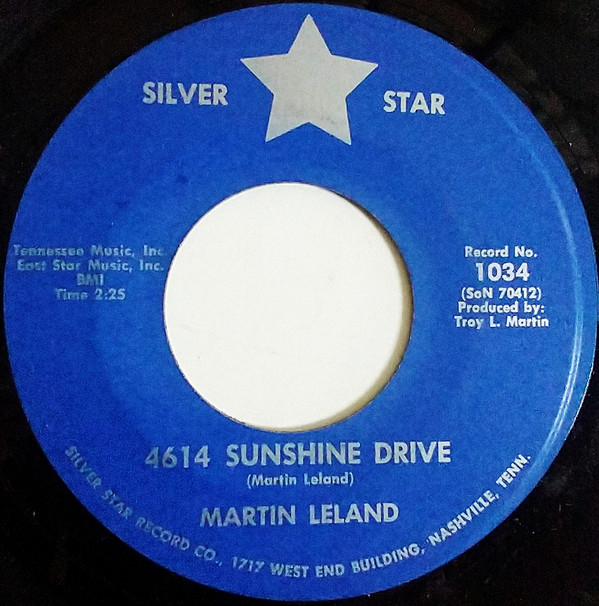 SILVER STAR
Tennessee Music, Inc.
East Star Music, Inc.
BMI
Time 2:25
Record No.
1034
(SoN 70412)
Produced by:
Troy L. Martin
4614 SUNSHINE DRIVE
(Martin Leland)
MARTIN LELAND
SILVER STAR RECORD CO., 1717 WEST END BUILDING, NASHVILLE, TENN.